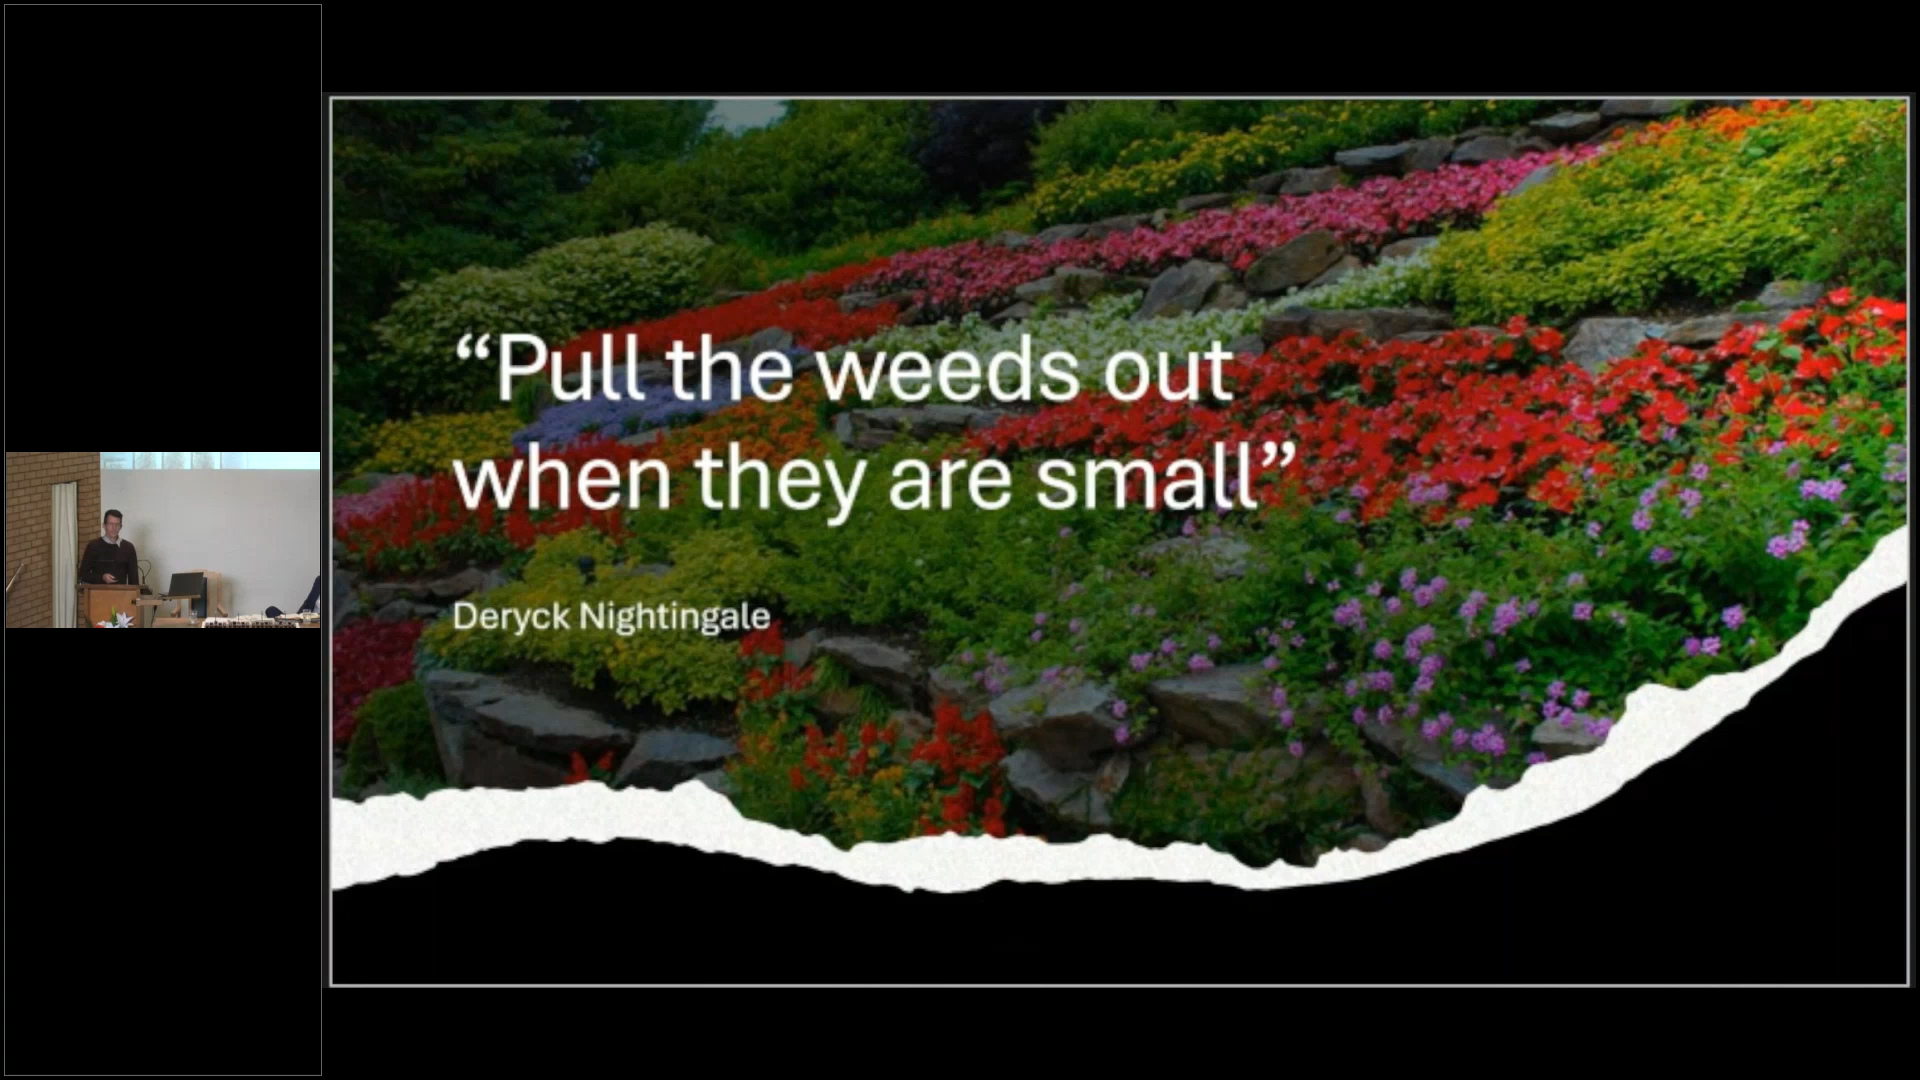 “Pull the weeds out
when they are small”
Deryck Nightingale